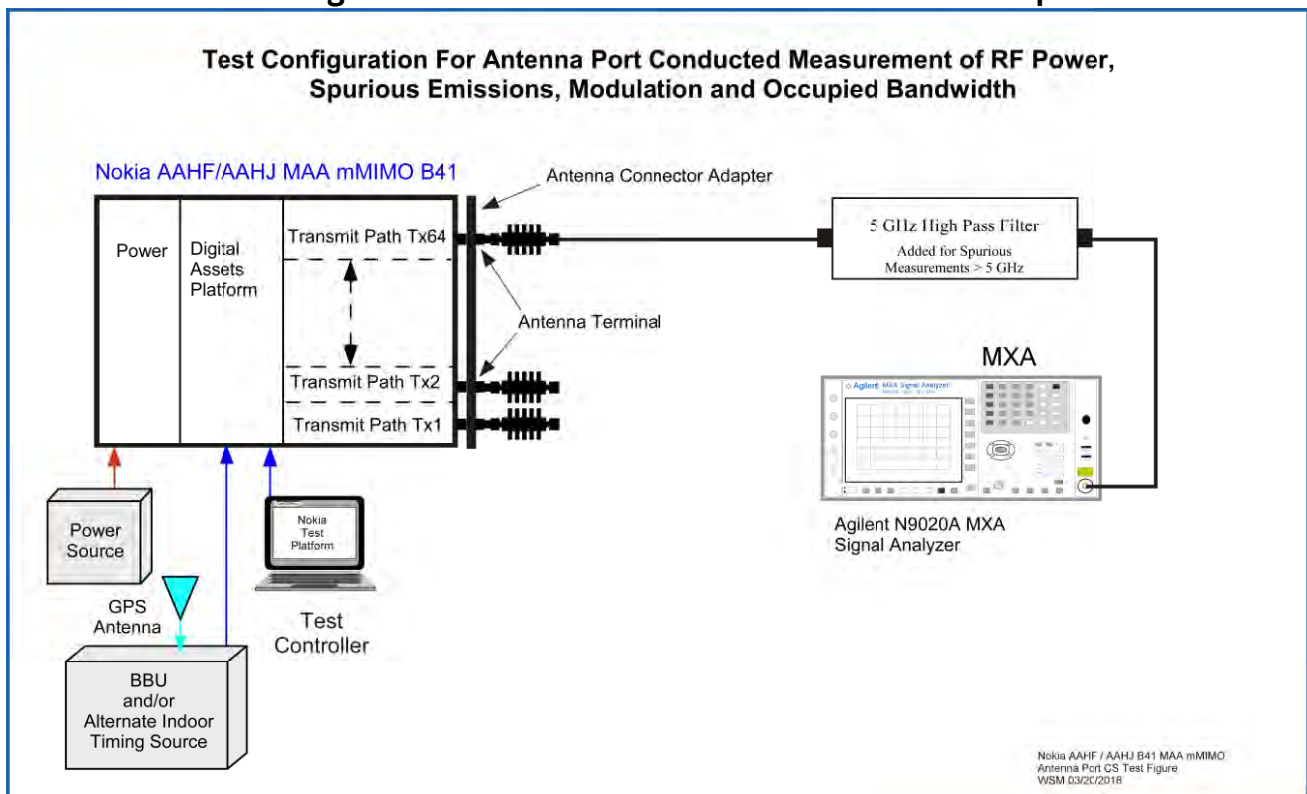 Test Configuration For Antenna Port Conducted Measurement of RF Power,
Spurious Emissions, Modulation and Occupied Bandwidth
Nokia AAHF/AAHJ MAA mMIMO B41
Antenna Connector Adapter
Power
Digital
Assets
Platform
Transmit Path Tx64
5 GHz High Pass Filter
Added for Spurious
Measurements > 5 GHz
Antenna Terminal
Transmit Path Tx2
Transmit Path Tx1
MXA
Agilent MXA Signal Analyzer
Agilent N9020A MXA
Signal Analyzer
Power
Source
Nokia
Test
Platform
GPS
Antenna
Test
Controller
BBU
and/or
Alternate Indoor
Timing Source
Nokia AAHF / AAHJ B41 MAA mMIMO
Antenna Port CS Test Figure
WSM 03/20/2018